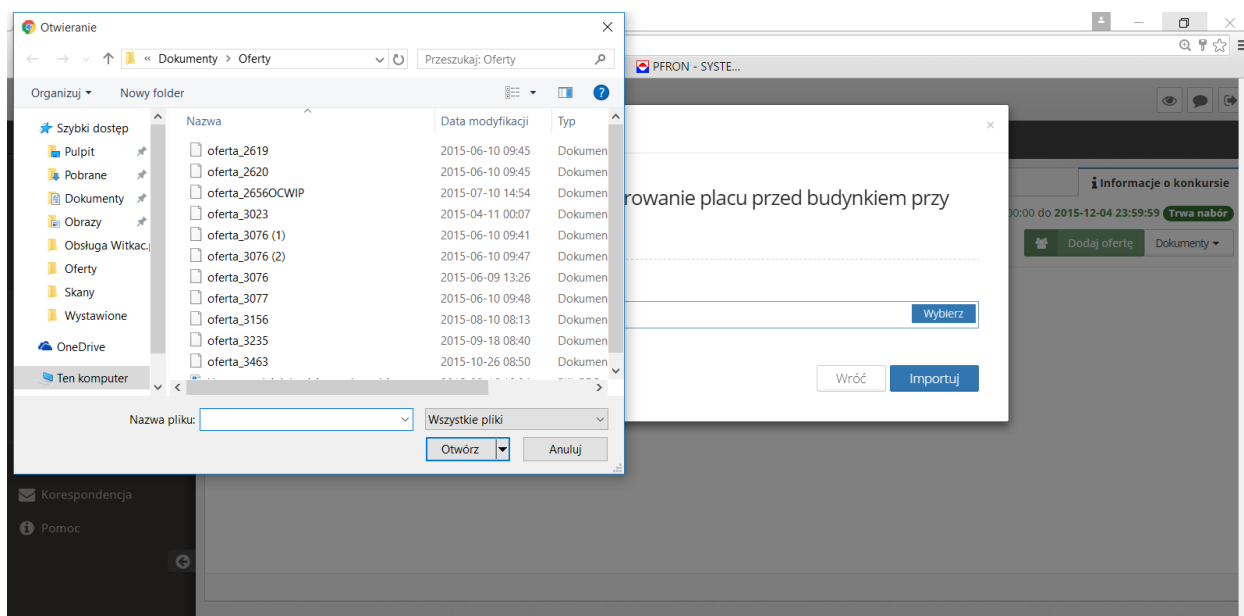 Otwieranie
« Dokumenty > Oferty
Przeszukaj: Oferty
PFRON - SYSTE...
Organizuj
Nowy folder
Szybki dostęp
Pulpit
Pobrane
Dokumenty
Obrazy
Obsługa Witkac.
Oferty
Skany
Wystawione
OneDrive
Ten komputer
Nazwa Data modyfikacji Typ
oferta_2619 2015-06-10 09:45 Dokumen
oferta_2620 2015-06-10 09:45 Dokumen
oferta_2656OCWIP 2015-07-10 14:54 Dokumen
oferta_3023 2015-04-11 00:07 Dokumen
oferta_3076 (1) 2015-06-10 09:41 Dokumen
oferta_3076 (2) 2015-06-10 09:47 Dokumen
oferta_3076 2015-06-09 13:26 Dokumen
oferta_3077 2015-06-10 09:48 Dokumen
oferta_3156 2015-08-10 08:13 Dokumen
oferta_3235 2015-09-18 08:40 Dokumen
oferta_3463 2015-10-26 08:50 Dokumen
Nazwa pliku:
Wszystkie pliki
Otwórz
Anuluj
rowanie placu przed budynkiem przy
Wybierz
Wróć
Importuj
Informacje o konkursie
00:00 do 2015-12-04 23:59:59 Trwa nabór
Dodaj ofertę
Dokumenty
Korespondencja
Pomoc